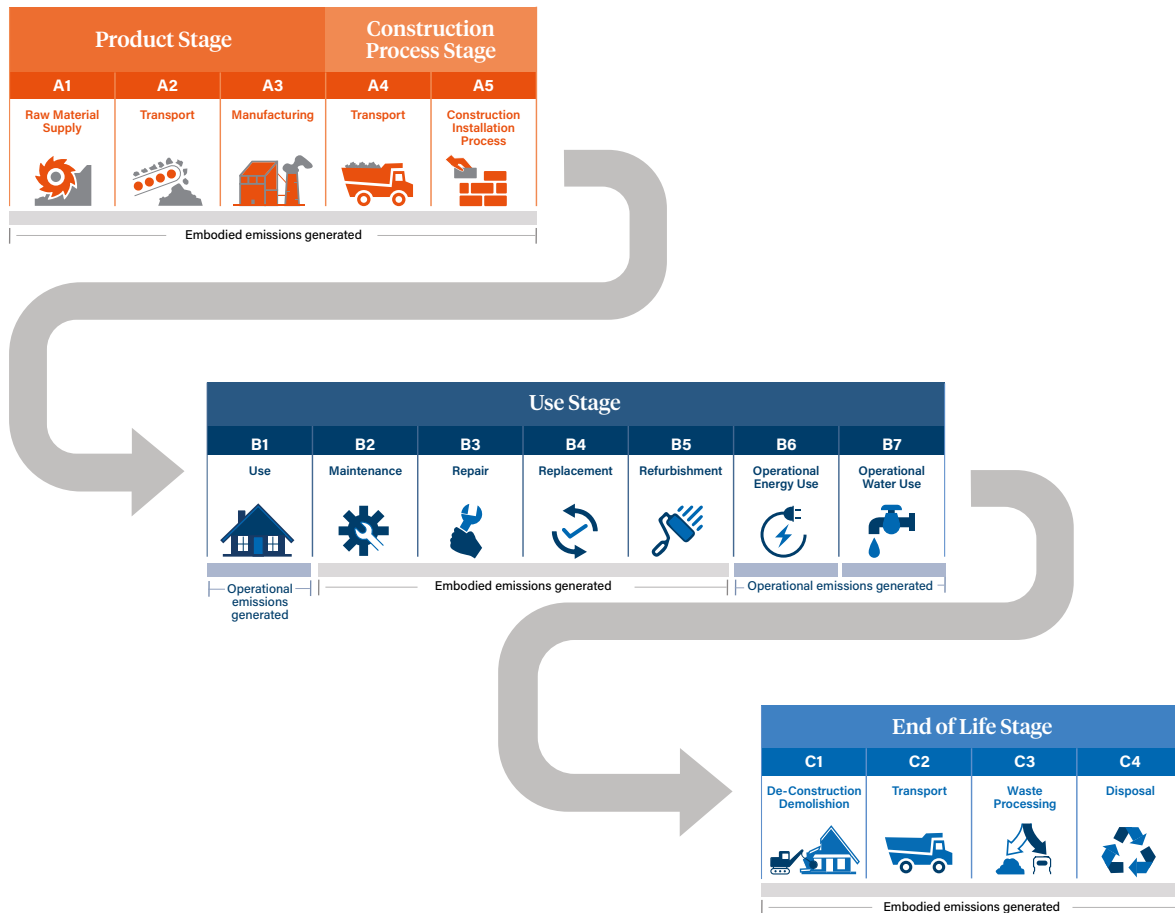 Product Stage
Construction
Process Stage
A1
A2
A3
A4
A5
Raw Material
Supply
Transport
Manufacturing
Transport
Construction
Installation
Process
Embodied emissions generated
Use Stage
B1
B2
B3
B4
B5
B6
B7
Use
Maintenance
Repair
Replacement
Refurbishment
Operational
Energy Use
Operational
Water Use
Operational
emissions
generated
Embodied emissions generated
Operational emissions generated
End of Life Stage
C1
C2
C3
C4
De-Construction
Demolishion
Transport
Waste
Processing
Disposal
Embodied emissions generated